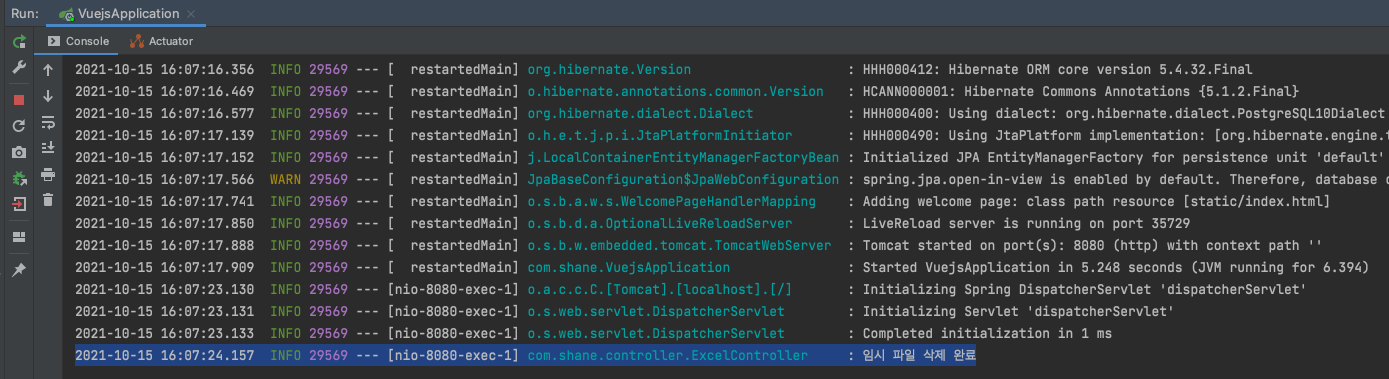 Run: VuejsApplication
Console Actuator
2021-10-15 16:07:16.356 INFO 29569 --- [ restartedMain] org.hibernate.Version : HHH000412: Hibernate ORM core version 5.4.32.Final
2021-10-15 16:07:16.469 INFO 29569 --- [ restartedMain] o.hibernate.annotations.common.Version : HCANN000001: Hibernate Commons Annotations {5.1.2.Final}
2021-10-15 16:07:16.577 INFO 29569 --- [ restartedMain] org.hibernate.dialect.Dialect : HHH000400: Using dialect: org.hibernate.dialect.PostgreSQL10Dialect
2021-10-15 16:07:17.139 INFO 29569 --- [ restartedMain] o.h.e.t.j.p.i.JtaPlatformInitiator : HHH000490: Using JtaPlatform implementation: [org.hibernate.engine.t
2021-10-15 16:07:17.152 INFO 29569 --- [ restartedMain] j.LocalContainerEntityManagerFactoryBean : Initialized JPA EntityManagerFactory for persistence unit 'default'
2021-10-15 16:07:17.566 WARN 29569 --- [ restartedMain] JpaBaseConfiguration$JpaWebConfiguration : spring.jpa.open-in-view is enabled by default. Therefore, database
2021-10-15 16:07:17.741 INFO 29569 --- [ restartedMain] o.s.b.a.w.s.WelcomePageHandlerMapping : Adding welcome page: class path resource [static/index.html]
2021-10-15 16:07:17.850 INFO 29569 --- [ restartedMain] o.s.b.d.a.OptionalLiveReloadServer : LiveReload server is running on port 35729
2021-10-15 16:07:17.888 INFO 29569 --- [ restartedMain] o.s.b.w.embedded.tomcat.TomcatWebServer : Tomcat started on port(s): 8080 (http) with context path ''
2021-10-15 16:07:17.909 INFO 29569 --- [ restartedMain] com.shane.VuejsApplication : Started VuejsApplication in 5.248 seconds (JVM running for 6.394)
2021-10-15 16:07:23.130 INFO 29569 --- [nio-8080-exec-1] o.a.c.c.C.[Tomcat].[localhost].[/] : Initializing Spring DispatcherServlet 'dispatcherServlet'
2021-10-15 16:07:23.131 INFO 29569 --- [nio-8080-exec-1] o.s.web.servlet.DispatcherServlet : Initializing Servlet 'dispatcherServlet'
2021-10-15 16:07:23.133 INFO 29569 --- [nio-8080-exec-1] o.s.web.servlet.DispatcherServlet : Completed initialization in 1 ms
2021-10-15 16:07:24.157 INFO 29569 --- [nio-8080-exec-1] com.shane.controller.ExcelController : 임시 파일 삭제 완료